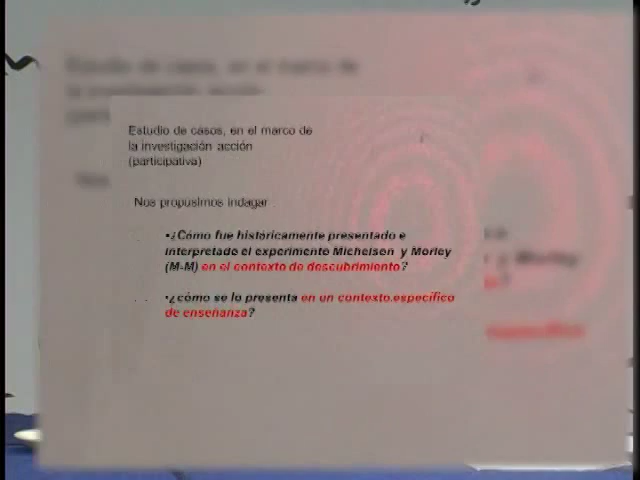 Estudio de casos, en el marco de
la investigación acción
(participativa)
Nos propusimos indagar
•¿Cómo fue históricamente presentado e
interpretado el experimento Michelson y Morley
(M-M) en el contexto de descubrimiento?
•¿cómo se lo presenta en un contexto específico
de enseñanza?